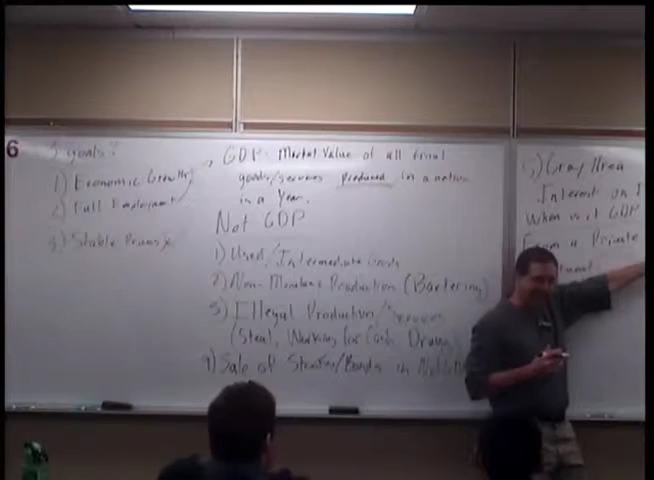 6
3 goals:
1) Economic Growth
2) Full Employment
3) Stable Prices
GDP: Market Value of all final
goods/services produced in a nation
in a Year.
Not GDP
1) Used/Intermediate Goods
2) Non-Monetary Production (Bartering)
3) Illegal Production/Services
(Steal, Working for Cash Drugs
4) Sale of Stocks/Bonds in
5) Gray Area
Interest on
When is it GDP
From a Private